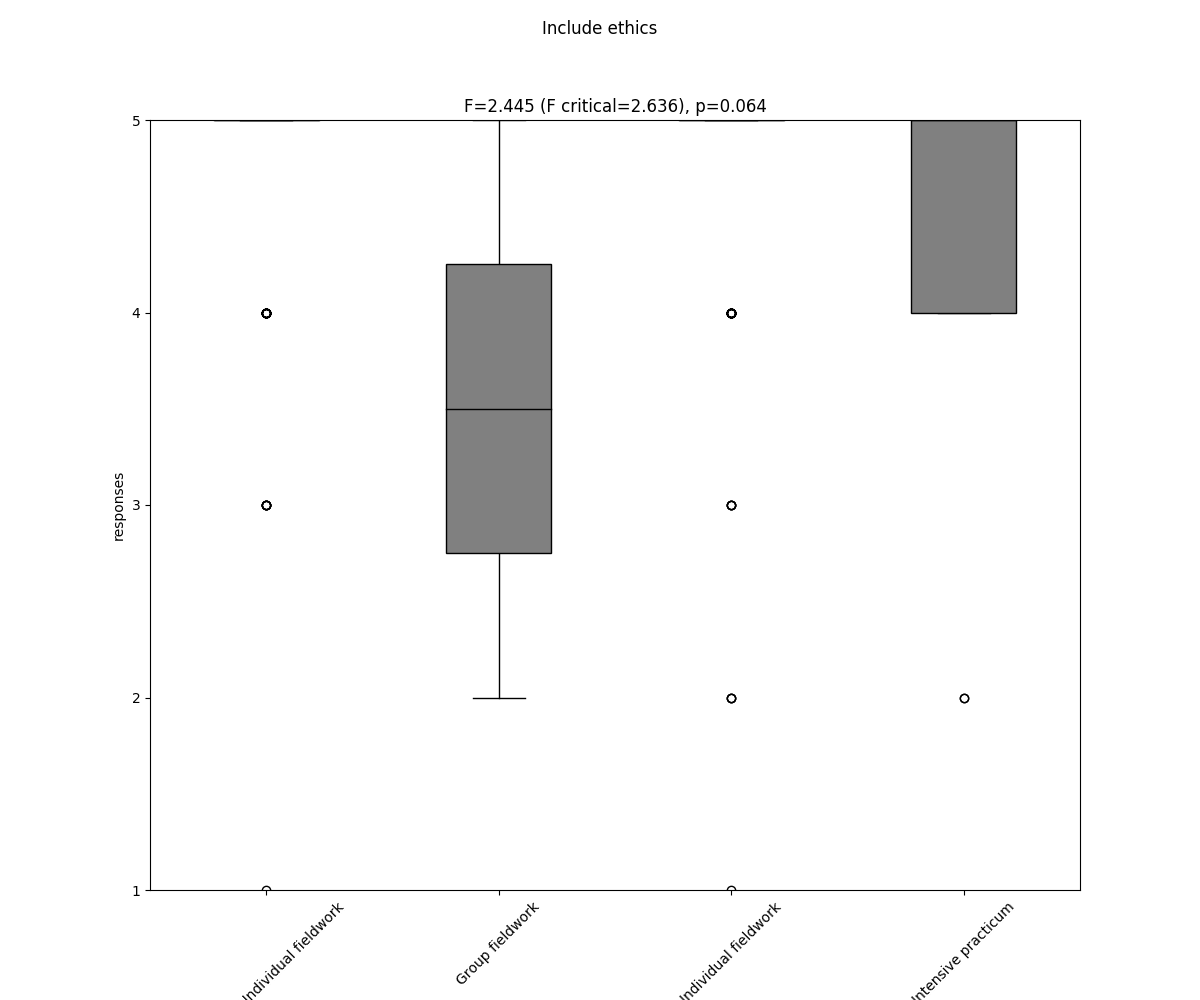 Include ethics
F=2.445 (F critical=2.636), p=0.064
5
4
3
2
1
responses
Individual fieldwork
Group fieldwork
Individual fieldwork
Intensive practicum